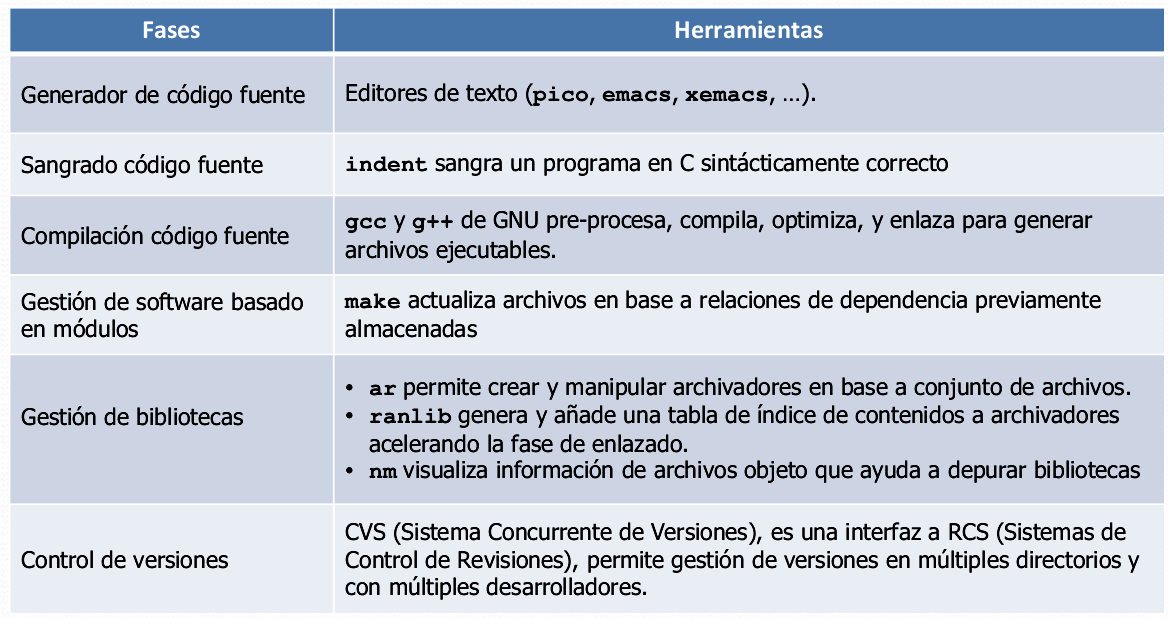 Fases
Herramientas
Generador de código fuente
Editores de texto (pico, emacs, xemacs, ...).
Sangrado código fuente
indent sangra un programa en C sintácticamente correcto
Compilación código fuente
gcc y g++ de GNU pre-procesa, compila, optimiza, y enlaza para generar
archivos ejecutables.
Gestión de software basado
en módulos
make actualiza archivos en base a relaciones de dependencia previamente
almacenadas
Gestión de bibliotecas
• ar permite crear y manipular archivadores en base a conjunto de archivos.
• ranlib genera y añade una tabla de índice de contenidos a archivadores
acelerando la fase de enlazado.
• nm visualiza información de archivos objeto que ayuda a depurar bibliotecas
Control de versiones
CVS (Sistema Concurrente de Versiones), es una interfaz a RCS (Sistemas de
Control de Revisiones), permite gestión de versiones en múltiples directorios y
con múltiples desarrolladores.